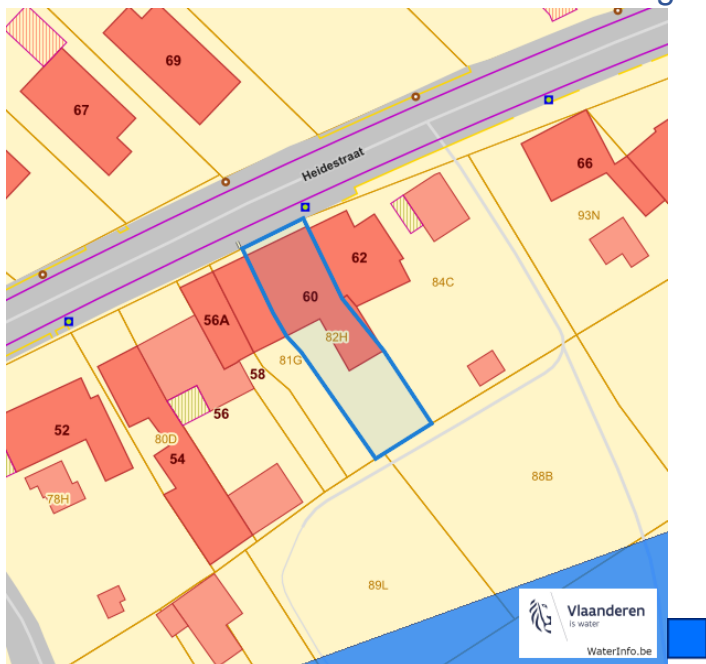 69
67
Heidestraat
66
93N
62
84C
60
56A
82H
81G
58
56
52
80D
54
78H
88B
89L
Vlaanderen
is water
WaterInfo.be